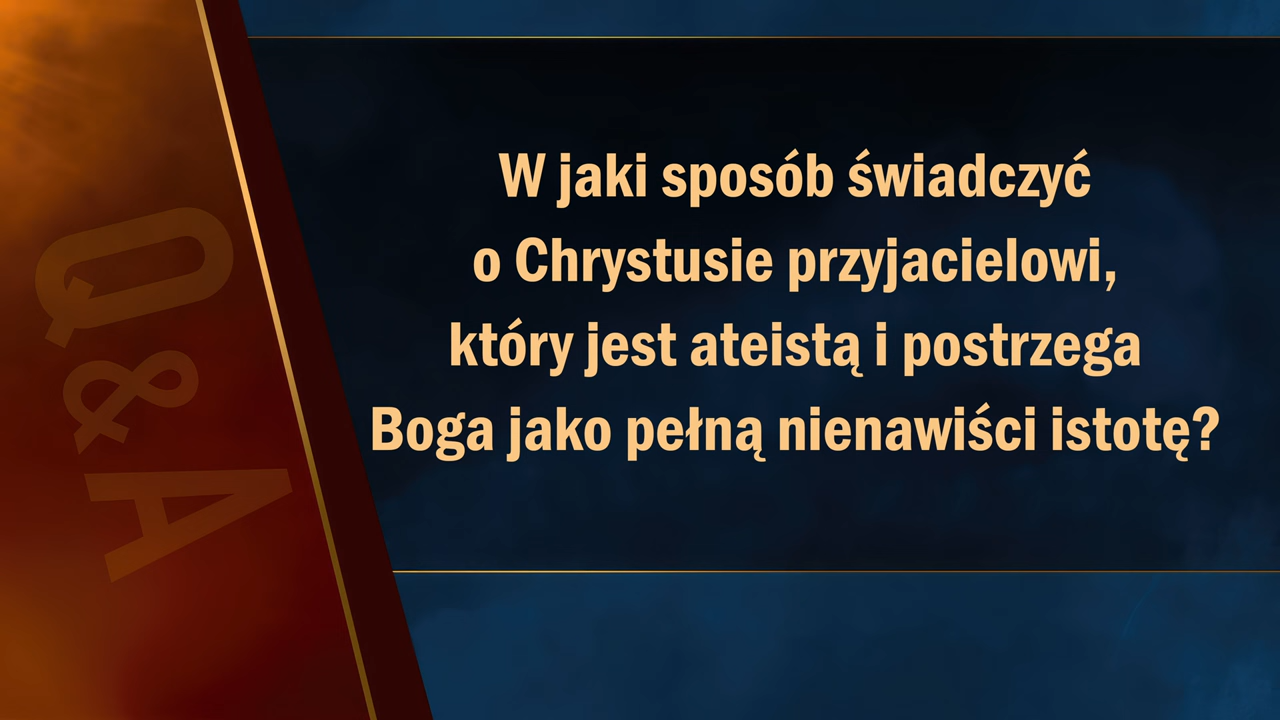 Q&A
W jaki sposób świadczyć
o Chrystusie przyjacielowi,
który jest ateistą i postrzega
Boga jako pełną nienawiści istotę?